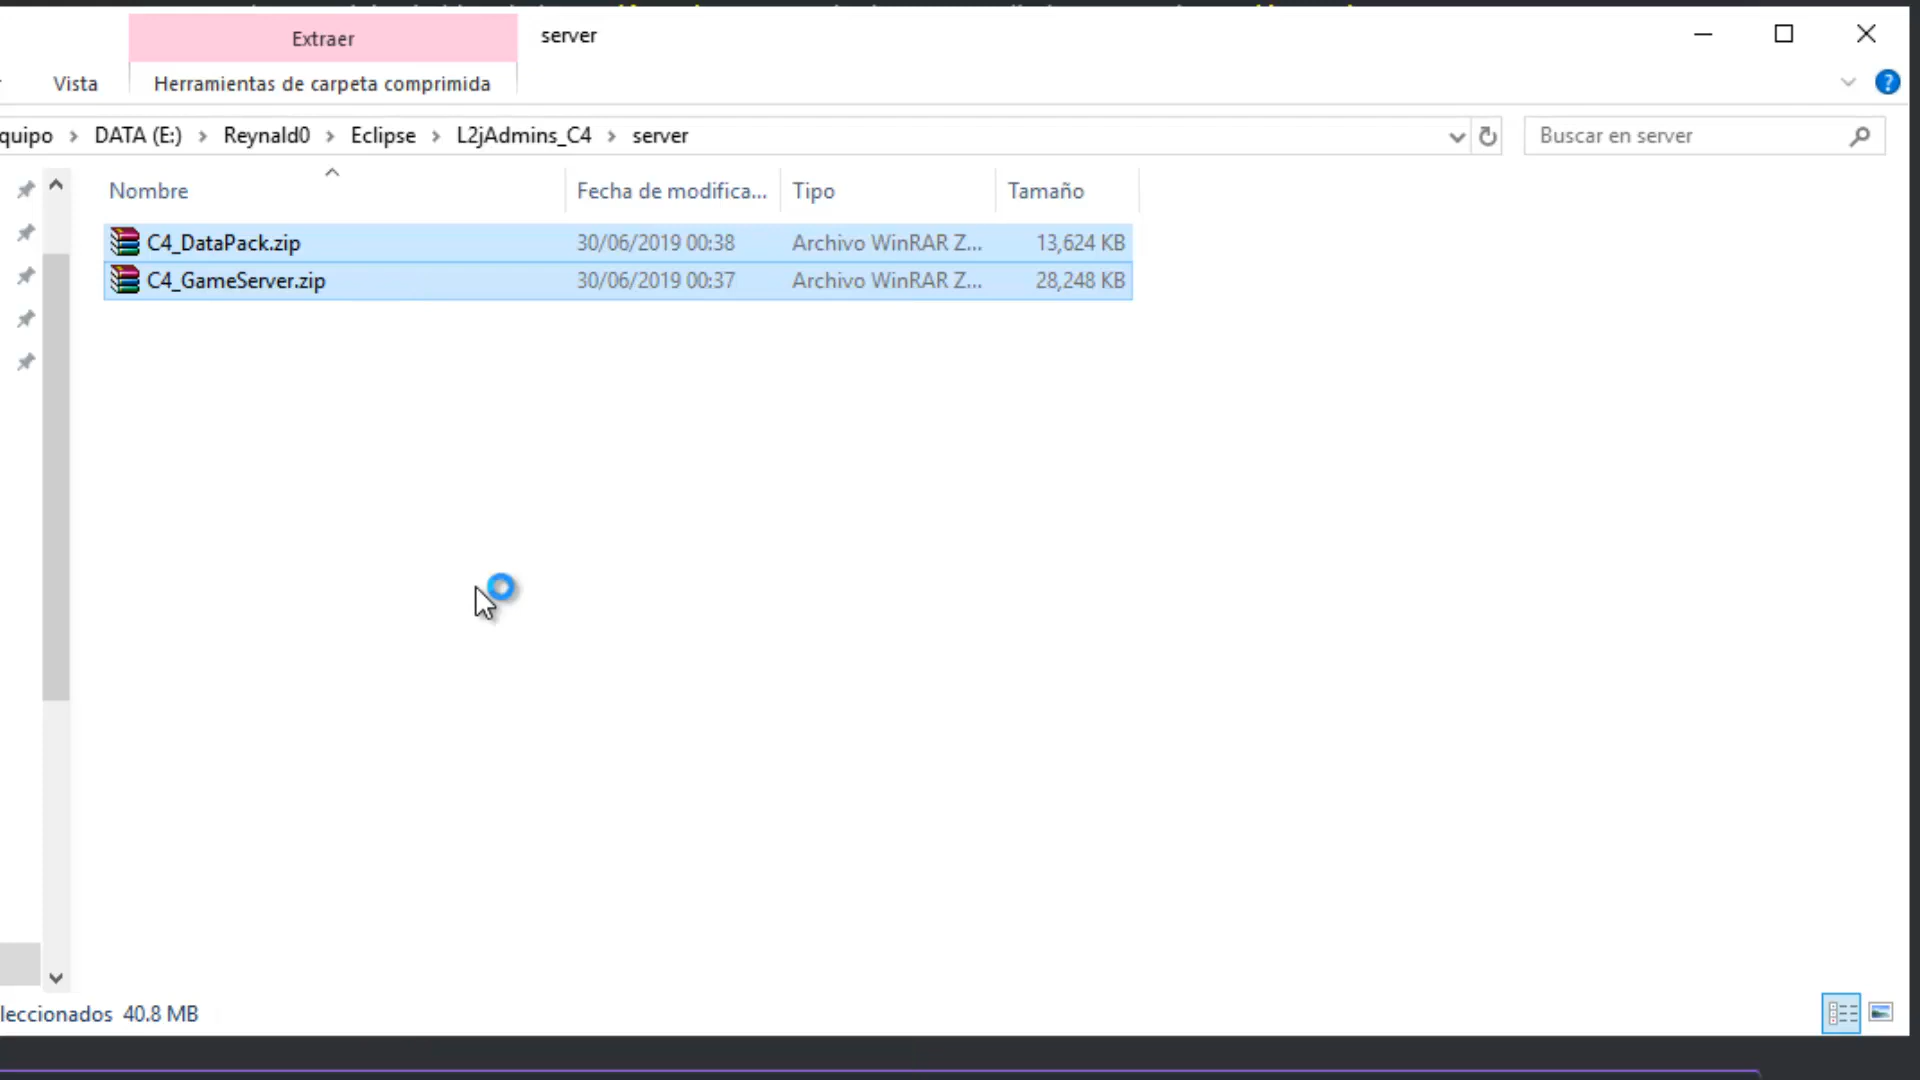 Extraer
server
Vista
Herramientas de carpeta comprimida
?
quipo > DATA (E:) > Reynald0 > Eclipse > L2jAdmins_C4 > server
Buscar en server
Nombre
Fecha de modifica...
Tipo
Tamaño
C4_DataPack.zip 30/06/2019 00:38 Archivo WinRAR Z... 13,624 KB
C4_GameServer.zip 30/06/2019 00:37 Archivo WinRAR Z... 28,248 KB
leccionados 40.8 MB